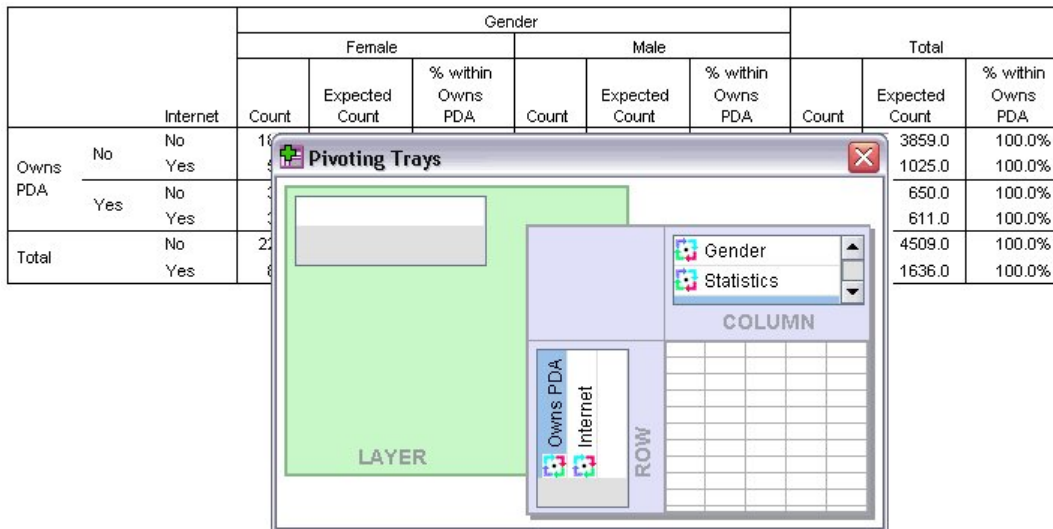 Gender
Female Male Total
Internet Count Expected Count % within Owns PDA Count Expected Count % within Owns PDA Count Expected Count % within Owns PDA
Owns PDA No No 3859.0 100.0%
Yes 1025.0 100.0%
Yes No 650.0 100.0%
Yes 611.0 100.0%
Total No 4509.0 100.0%
Yes 1636.0 100.0%
Pivoting Trays
Gender
Statistics
COLUMN
Owns PDA
Internet
ROW
LAYER